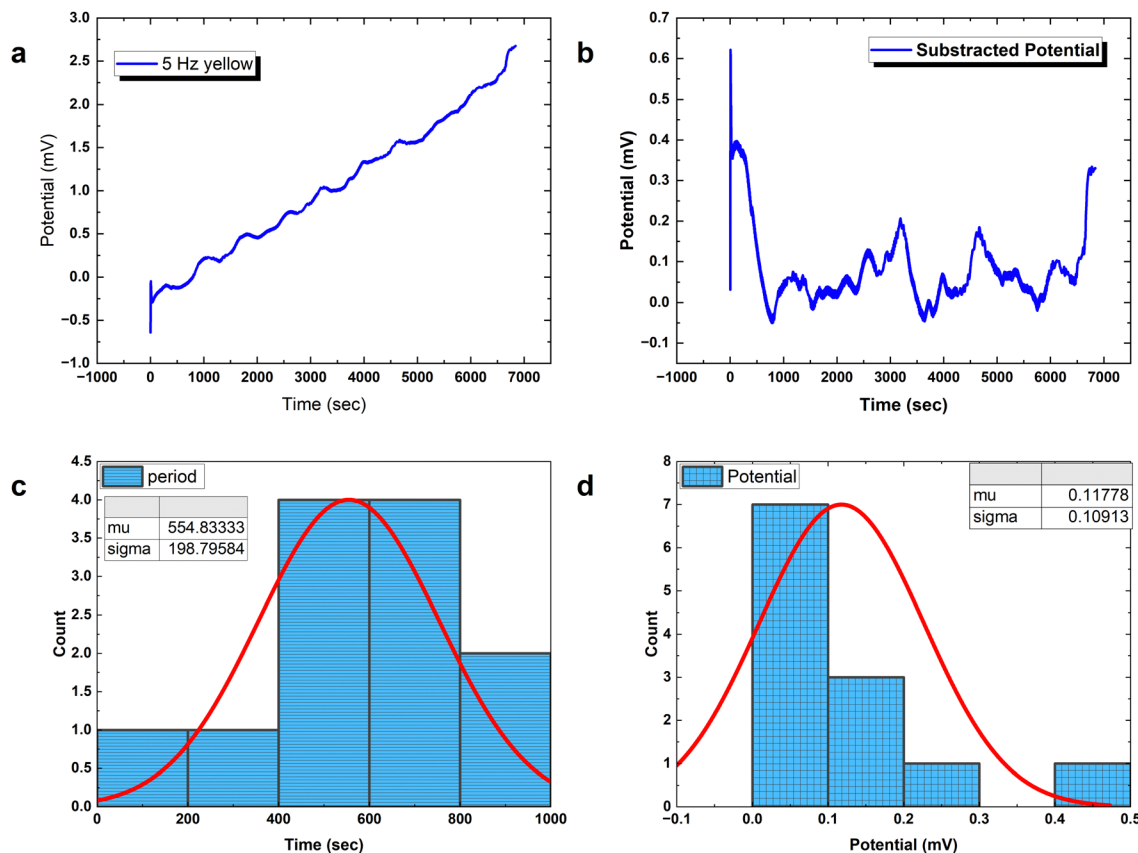 a
5 Hz yellow
3.0
2.5
2.0
1.5
1.0
0.5
0.0
−0.5
−1.0
Potential (mV)
−1000 0 1000 2000 3000 4000 5000 6000 7000
Time (sec)
b
Substracted Potential
0.7
0.6
0.5
0.4
0.3
0.2
0.1
0.0
−0.1
Potential (mV)
−1000 0 1000 2000 3000 4000 5000 6000 7000
Time (sec)
c
period
mu 554.83333
sigma 198.79584
4.5
4.0
3.5
3.0
2.5
2.0
1.5
1.0
0.5
0.0
Count
0 200 400 600 800 1000
Time (sec)
d
Potential
mu 0.11778
sigma 0.10913
8
7
6
5
4
3
2
1
0
Count
−0.1 0.0 0.1 0.2 0.3 0.4 0.5
Potential (mV)